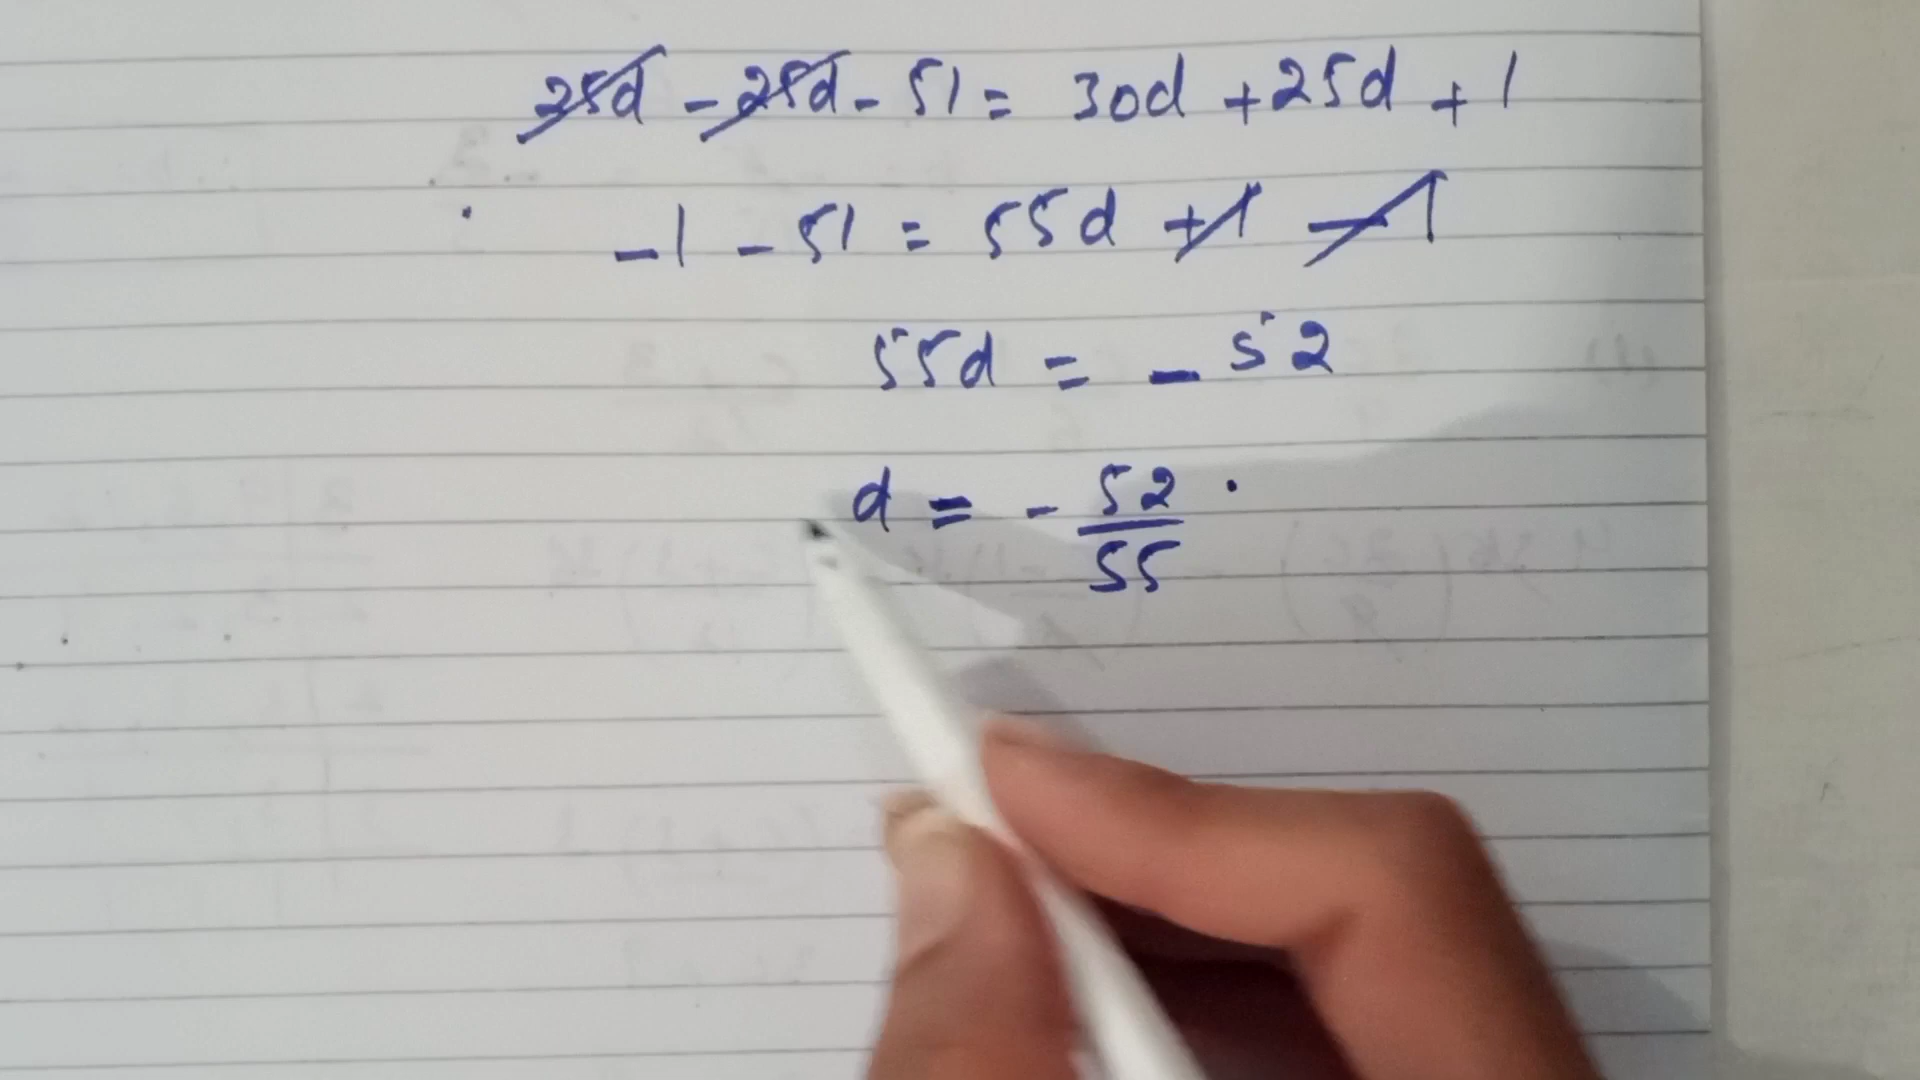 25d - 25d - 51 = 30d + 25d + 1
-1 - 51 = 55d + 1 - 1
55d = - 52
d = - 52/55 .